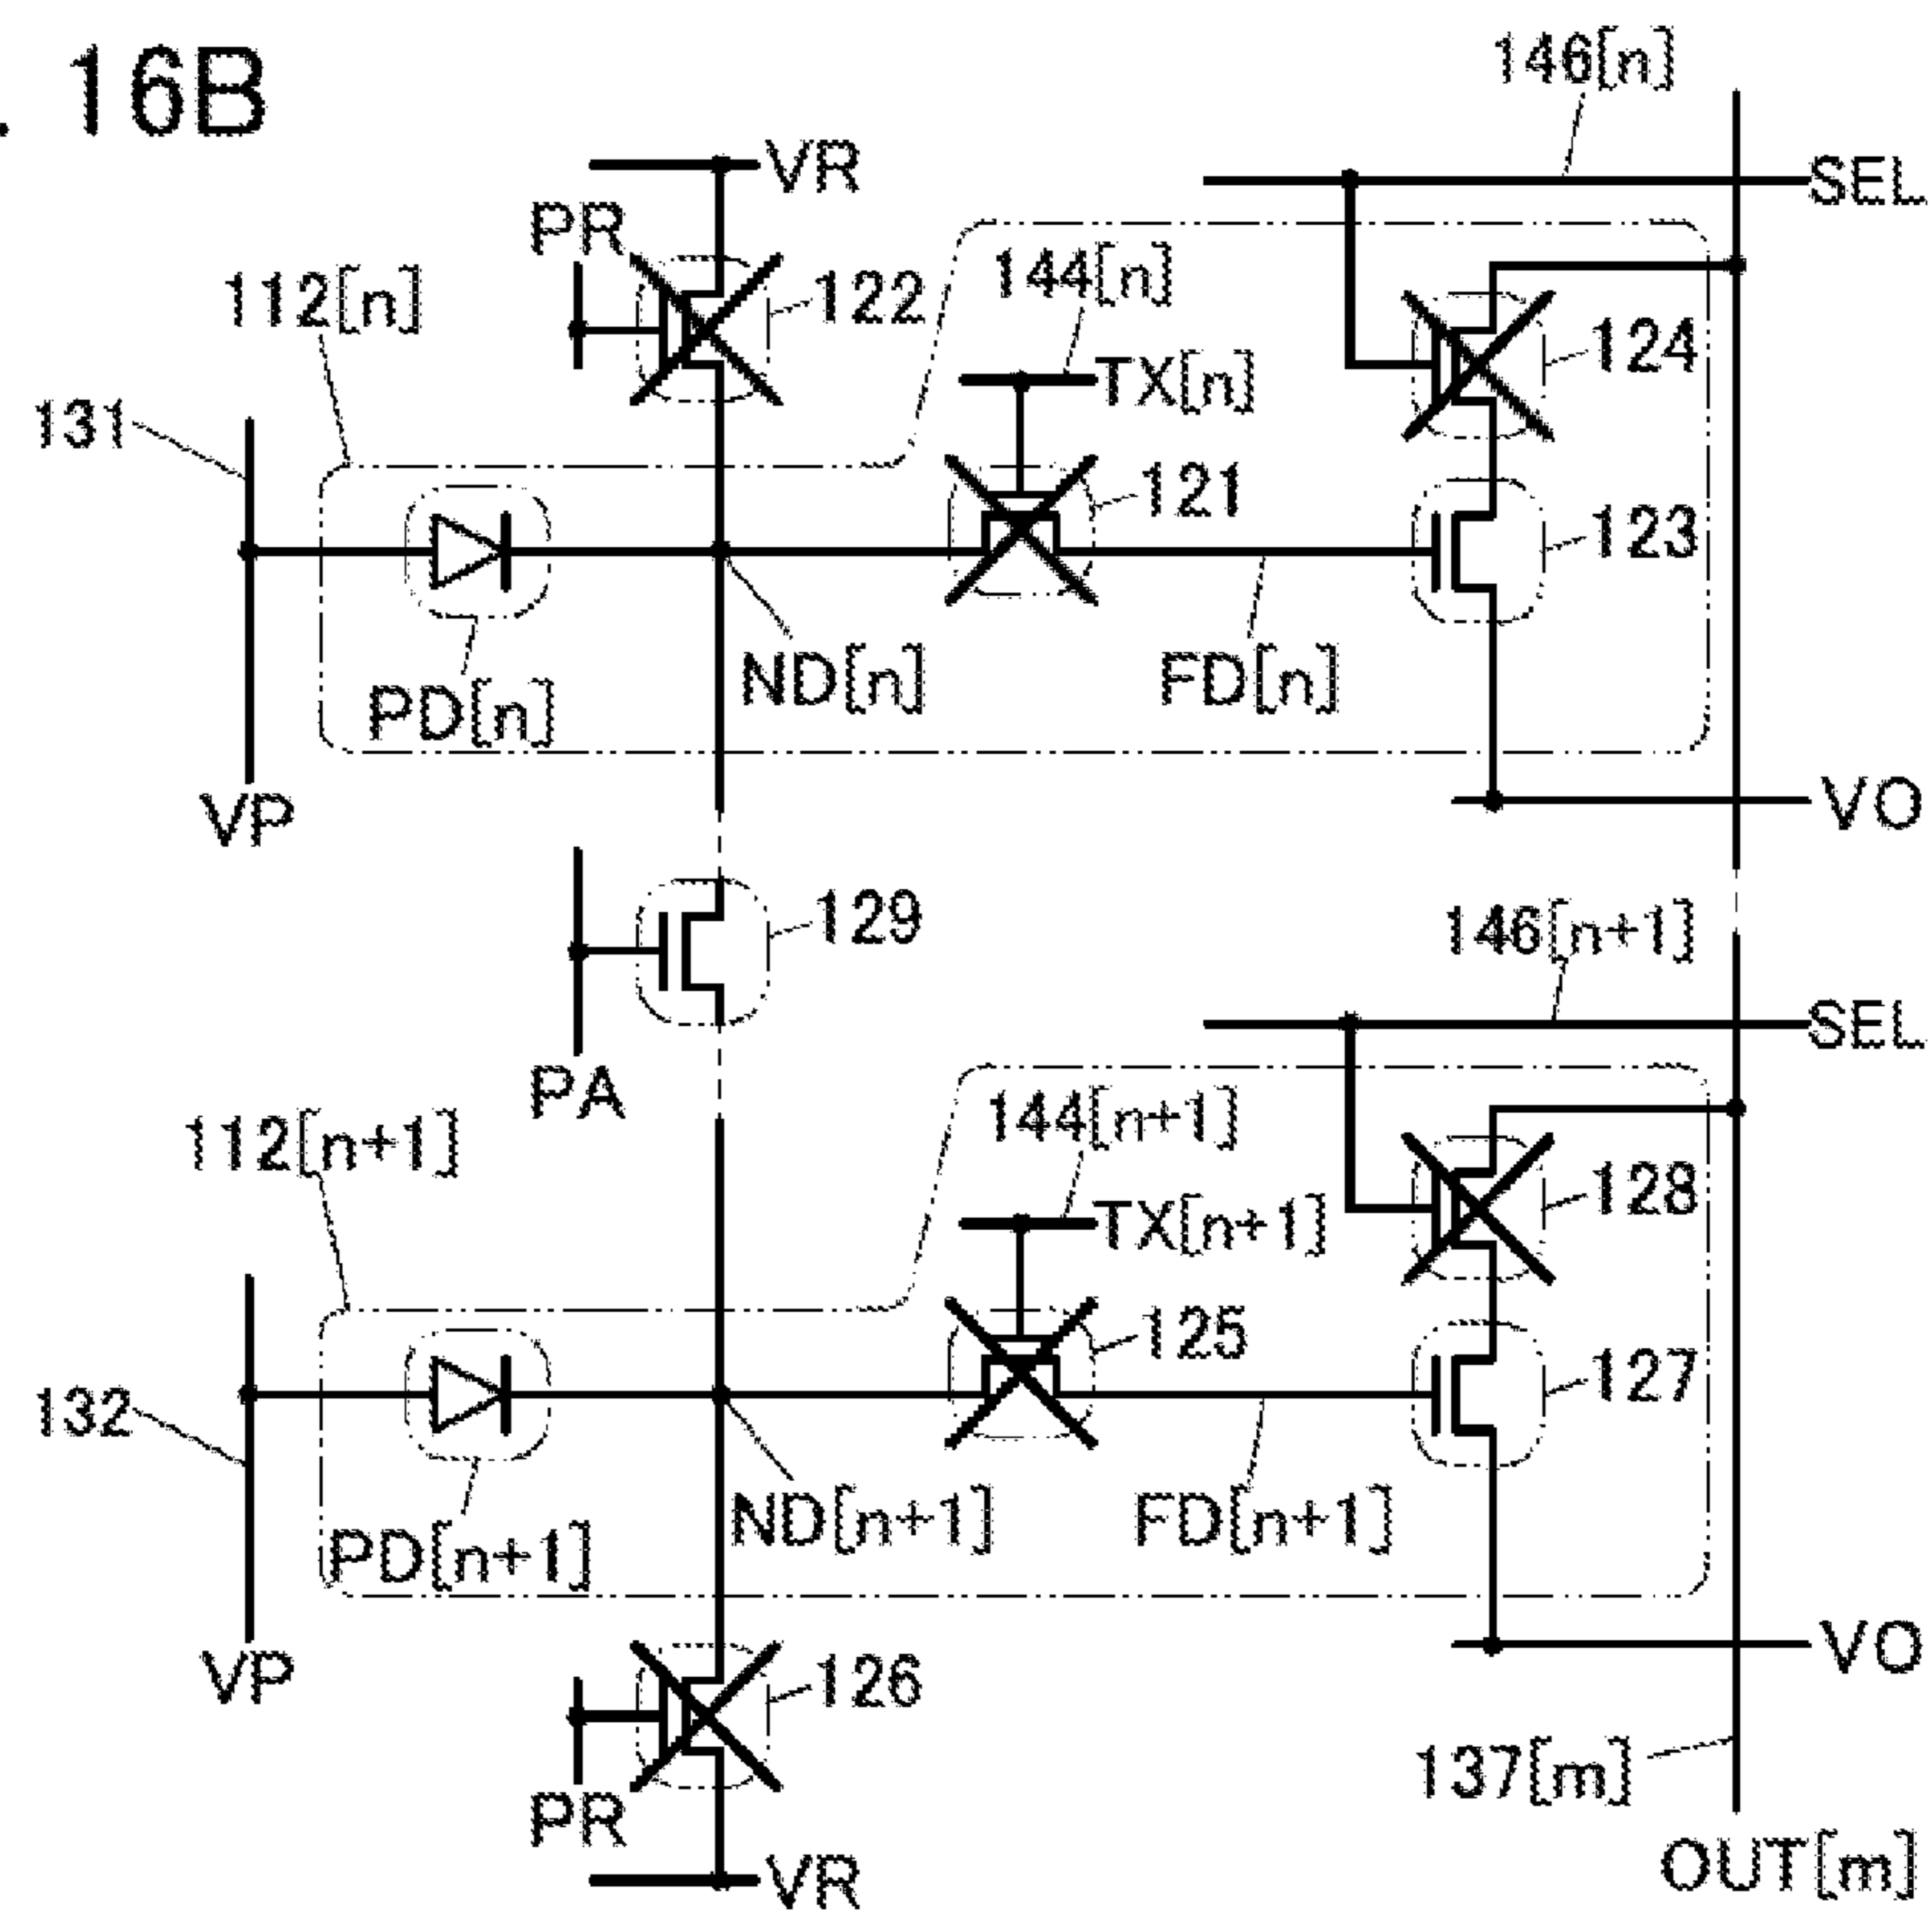 . 16B
146[n]
VR
SEL
PR
112[n]
122
144[n]
124
TX[n]
131
121
123
ND[n]
FD[n]
PD[n]
VP
VO
129
146[n+1]
SEL
PA
144[n+1]
112[n+1]
128
TX[n+1]
125
127
132
ND[n+1]
FD[n+1]
PD[n+1]
VP
126
VO
137[m]
PR
VR
OUT[m]